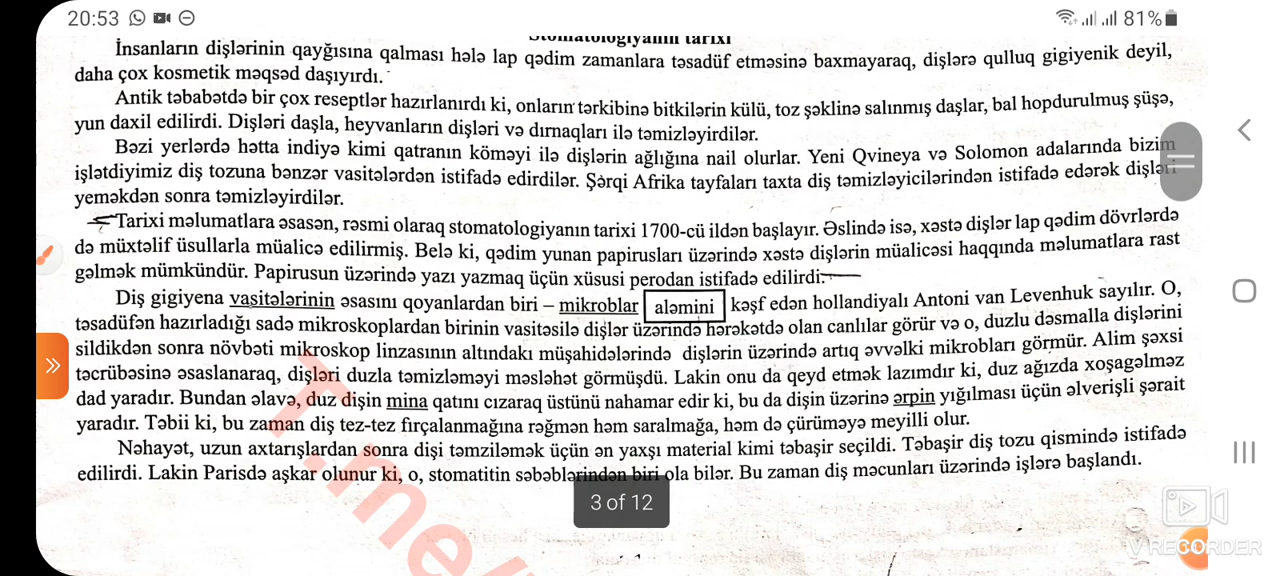 20:53 81%
Stomatologiyanın tarixi
İnsanların dişlərinin qayğısına qalması hələ lap qədim zamanlara təsadüf etməsinə baxmayaraq, dişlərə qulluq gigiyenik deyil,
daha çox kosmetik məqsəd daşıyırdı.
Antik təbabətdə bir çox reseptlər hazırlanırdı ki, onların tərkibinə bitkilərin külü, toz şəklinə salınmış daşlar, bal hopdurulmuş şüşə,
yun daxil edilirdi. Dişləri daşla, heyvanların dişləri və dırnaqları ilə təmizləyirdilər.
Bəzi yerlərdə hətta indiyə kimi qatranın köməyi ilə dişlərin ağlığına nail olurlar. Yeni Qvineya və Solomon adalarında bizim
işlətdiyimiz diş tozuna bənzər vasitələrdən istifadə edirdilər. Şərqi Afrika tayfaları taxta diş təmizləyicilərindən istifadə edərək dişləri
yeməkdən sonra təmizləyirdilər.
Tarixi məlumatlara əsasən, rəsmi olaraq stomatologiyanın tarixi 1700-cü ildən başlayır. Əslində isə, xəstə dişlər lap qədim dövrlərdə
də müxtəlif üsullarla müalicə edilirmiş. Belə ki, qədim yunan papirusları üzərində xəstə dişlərin müalicəsi haqqında məlumatlara rast
gəlmək mümkündür. Papirusun üzərində yazı yazmaq üçün xüsusi perodan istifadə edilirdi.
Diş gigiyena vasitələrinin əsasını qoyanlardan biri – mikroblar aləmini kəşf edən hollandiyalı Antoni van Levenhuk sayılır. O,
təsadüfən hazırladığı sadə mikroskoplardan birinin vasitəsilə dişlər üzərində hərəkətdə olan canlılar görür və o, duzlu dəsmalla dişlərini
sildikdən sonra növbəti mikroskop linzasının altındakı müşahidələrində dişlərin üzərində artıq əvvəlki mikrobları görmür. Alim şəxsi
təcrübəsinə əsaslanaraq, dişləri duzla təmizləməyi məsləhət görmüşdü. Lakin onu da qeyd etmək lazımdır ki, duz ağızda xoşagəlməz
dad yaradır. Bundan əlavə, duz dişin mina qatını cızaraq üstünü nahamar edir ki, bu da dişin üzərinə ərpin yığılması üçün əlverişli şərait
yaradır. Təbii ki, bu zaman diş tez-tez fırçalanmağına rəğmən həm saralmağa, həm də çürüməyə meyilli olur.
Nəhayət, uzun axtarışlardan sonra dişi təmzləmək üçün ən yaxşı material kimi təbaşir seçildi. Təbaşir diş tozu qismində istifadə
edilirdi. Lakin Parisdə aşkar olunur ki, o, stomatitin səbəblərindən biri ola bilər. Bu zaman diş məcunları üzərində işlərə başlandı.
3 of 12
T.me/
V RECORDER